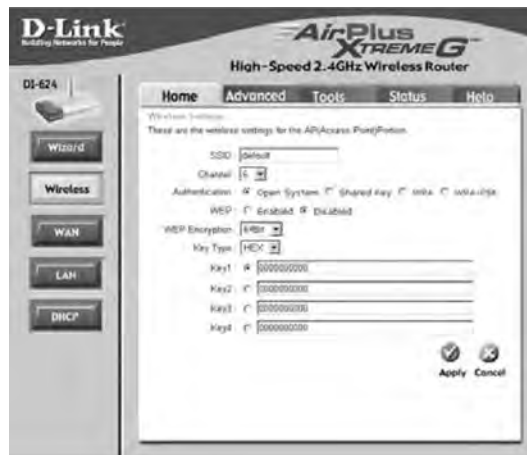 D-Link
Building Networks for People
AirPlus
XTREME G™
High-Speed 2.4GHz Wireless Router
DI-624
Home Advanced Tools Status Help
Wireless Settings
These are the wireless settings for the AP(Access Point)Portion.
Wizard
Wireless
WAN
LAN
DHCP
SSID : default
Channel : 6
Authentication : Open System Shared Key WPA WPA-PSK
WEP : Enabled Disabled
WEP Encryption : 64Bit
Key Type : HEX
Key1 : 0000000000
Key2 : 0000000000
Key3 : 0000000000
Key4 : 0000000000
Apply Cancel